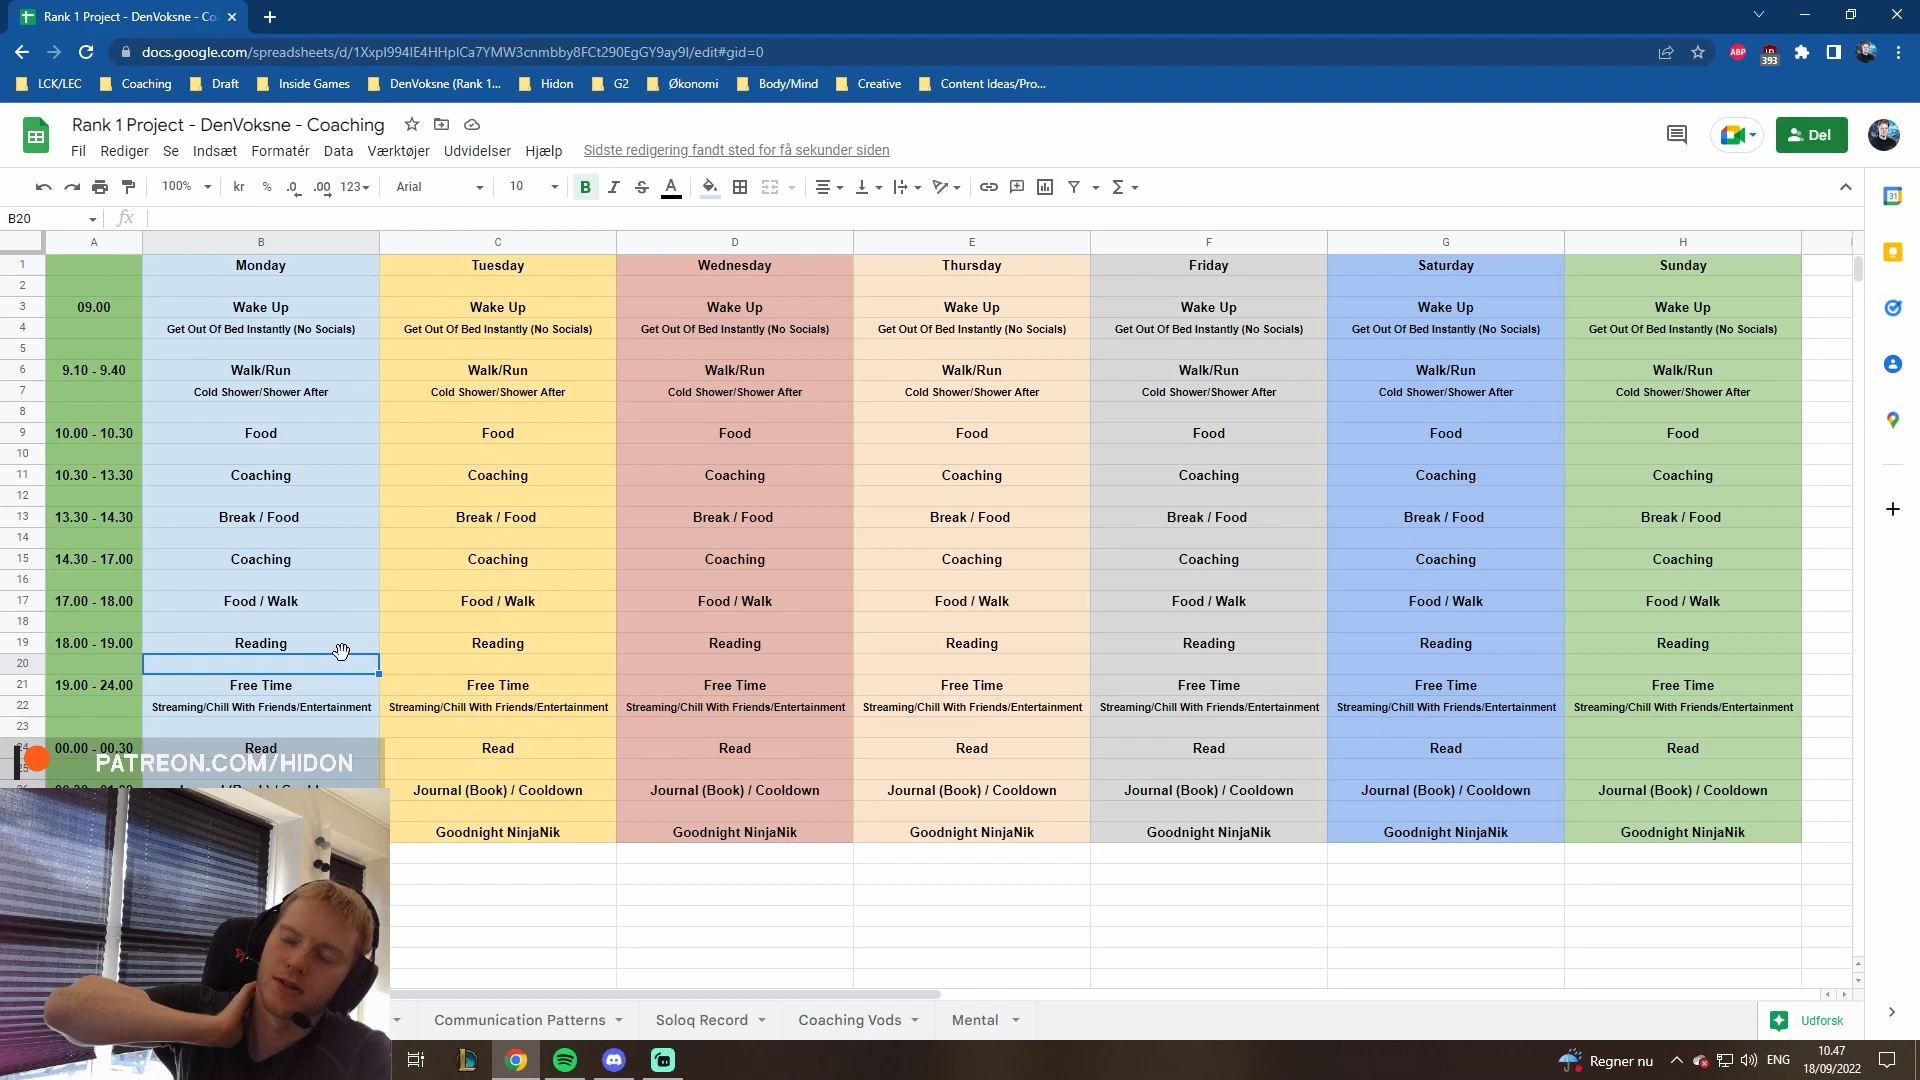 Rank 1 Project - DenVoksne - Co
docs.google.com/spreadsheets/d/1XxpI994IE4HHpICa7YMW3cnmbby8FCt290EgGY9ay9I/edit#gid=0
ABP 393
LCK/LEC Coaching Draft Inside Games DenVoksne (Rank 1... Hidon G2 Økonomi Body/Mind Creative Content Ideas/Pro...
Rank 1 Project - DenVoksne - Coaching
Del
Fil Rediger Se Indsæt Formatér Data Værktøjer Udvidelser Hjælp Sidste redigering fandt sted for få sekunder siden
100% kr % .0 .00 123 Arial 10 B I S A
B20 fx
A B C D E F G H
1 Monday Tuesday Wednesday Thursday Friday Saturday Sunday
2
3 09.00 Wake Up Wake Up Wake Up Wake Up Wake Up Wake Up Wake Up
4 Get Out Of Bed Instantly (No Socials) Get Out Of Bed Instantly (No Socials) Get Out Of Bed Instantly (No Socials) Get Out Of Bed Instantly (No Socials) Get Out Of Bed Instantly (No Socials) Get Out Of Bed Instantly (No Socials) Get Out Of Bed Instantly (No Socials)
5
6 9.10 - 9.40 Walk/Run Walk/Run Walk/Run Walk/Run Walk/Run Walk/Run Walk/Run
7 Cold Shower/Shower After Cold Shower/Shower After Cold Shower/Shower After Cold Shower/Shower After Cold Shower/Shower After Cold Shower/Shower After Cold Shower/Shower After
8
9 10.00 - 10.30 Food Food Food Food Food Food Food
10
11 10.30 - 13.30 Coaching Coaching Coaching Coaching Coaching Coaching Coaching
12
13 13.30 - 14.30 Break / Food Break / Food Break / Food Break / Food Break / Food Break / Food Break / Food
14
15 14.30 - 17.00 Coaching Coaching Coaching Coaching Coaching Coaching Coaching
16
17 17.00 - 18.00 Food / Walk Food / Walk Food / Walk Food / Walk Food / Walk Food / Walk Food / Walk
18
19 18.00 - 19.00 Reading Reading Reading Reading Reading Reading Reading
20
21 19.00 - 24.00 Free Time Free Time Free Time Free Time Free Time Free Time Free Time
22 Streaming/Chill With Friends/Entertainment Streaming/Chill With Friends/Entertainment Streaming/Chill With Friends/Entertainment Streaming/Chill With Friends/Entertainment Streaming/Chill With Friends/Entertainment Streaming/Chill With Friends/Entertainment Streaming/Chill With Friends/Entertainment
23
24 00.00 - 00.30 Read Read Read Read Read Read Read
PATREON.COM/HIDON
Journal (Book) / Cooldown Journal (Book) / Cooldown Journal (Book) / Cooldown Journal (Book) / Cooldown Journal (Book) / Cooldown Journal (Book) / Cooldown
Goodnight NinjaNik Goodnight NinjaNik Goodnight NinjaNik Goodnight NinjaNik Goodnight NinjaNik Goodnight NinjaNik
Communication Patterns Soloq Record Coaching Vods Mental Udforsk
Regner nu ENG 10.47
18/09/2022